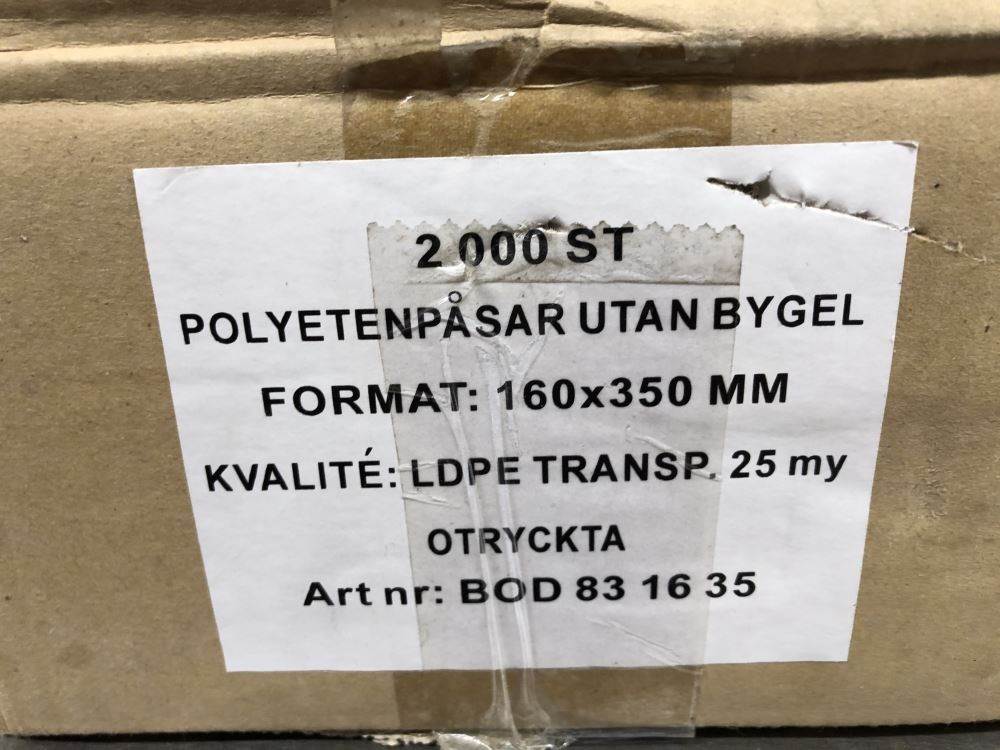 2 000 ST
POLYETENPÅSAR UTAN BYGEL
FORMAT: 160x350 MM
KVALITÉ: LDPE TRANSP. 25 my
OTRYCKTA
Art nr: BOD 83 16 35